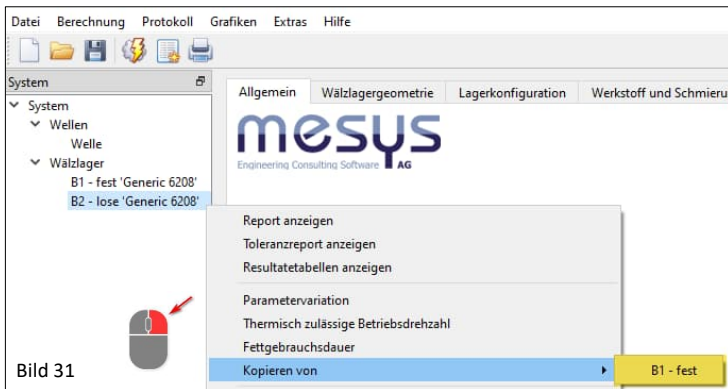 Datei Berechnung Protokoll Grafiken Extras Hilfe
System
System
Wellen
Welle
Wälzlager
B1 - fest 'Generic 6208'
B2 - lose 'Generic 6208'
Allgemein Wälzlagergeometrie Lagerkonfiguration Werkstoff und Schmieru
mesys
Engineering Consulting Software AG
Report anzeigen
Toleranzreport anzeigen
Resultatetabellen anzeigen
Parametervariation
Thermisch zulässige Betriebsdrehzahl
Fettgebrauchsdauer
Kopieren von B1 - fest
Bild 31